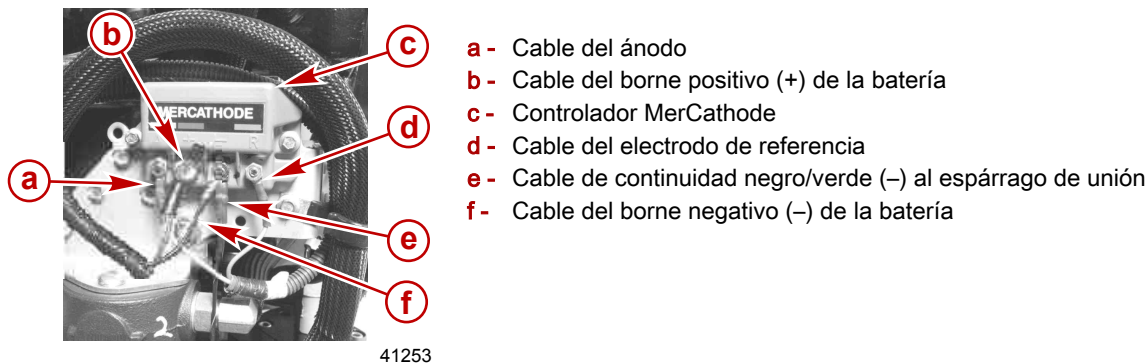 b
c
MERCATHODE
+ - R
d
a
e
f
2
41253
a - Cable del ánodo
b - Cable del borne positivo (+) de la batería
c - Controlador MerCathode
d - Cable del electrodo de referencia
e - Cable de continuidad negro/verde (–) al espárrago de unión
f - Cable del borne negativo (–) de la batería